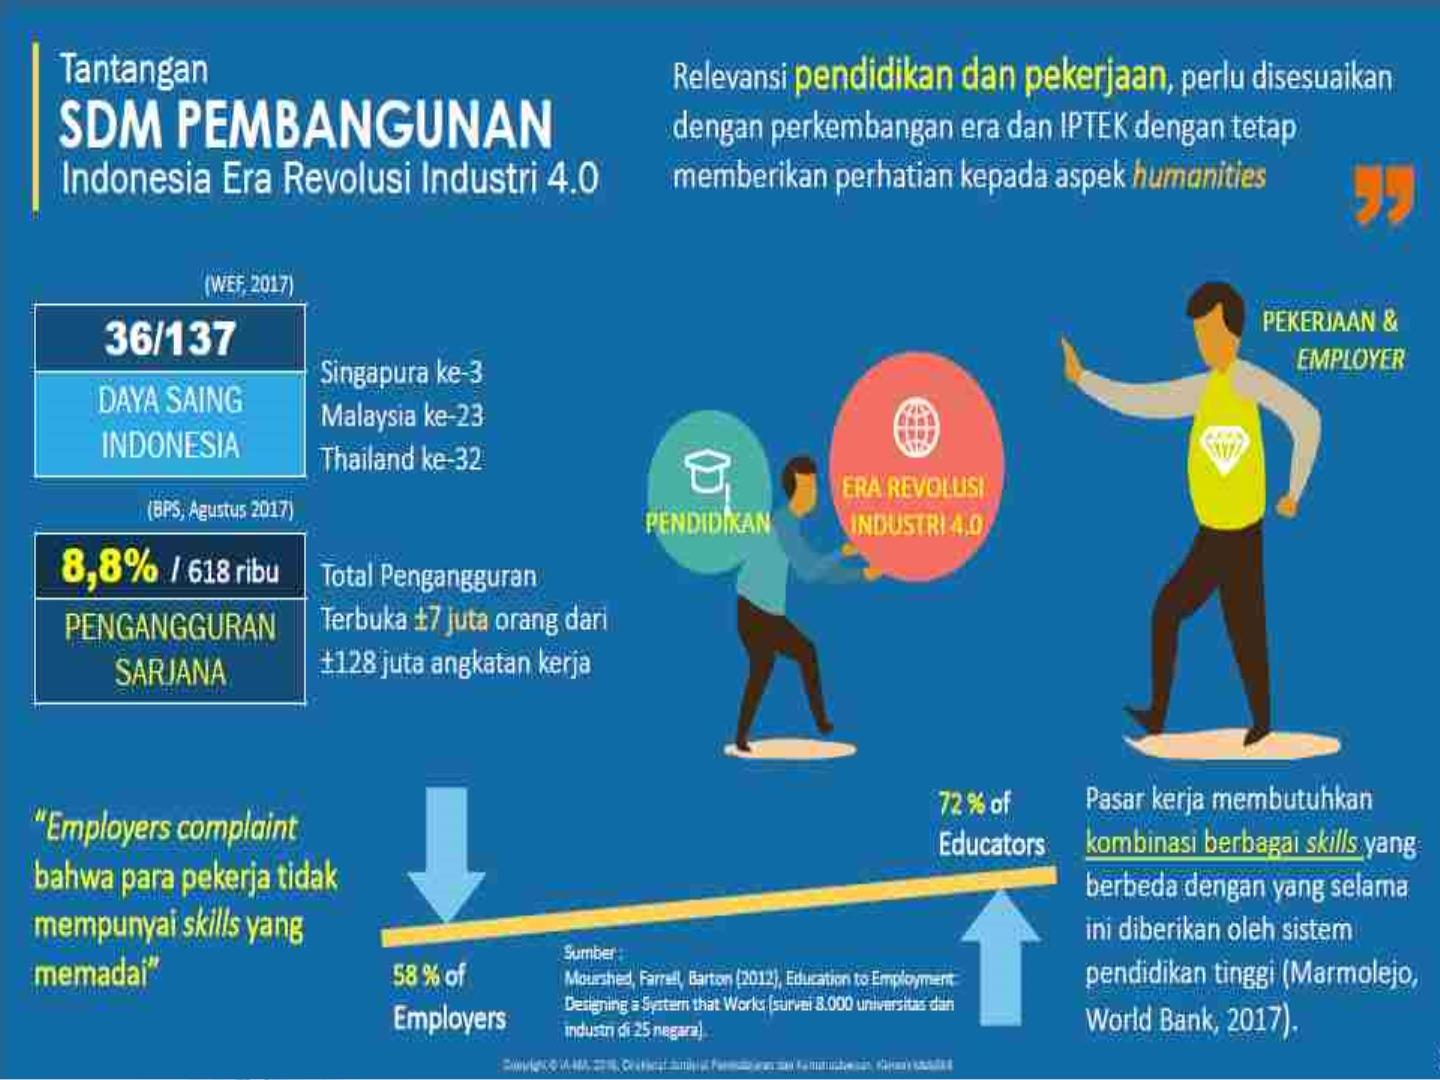 Tantangan
SDM PEMBANGUNAN
Indonesia Era Revolusi Industri 4.0
Relevansi pendidikan dan pekerjaan, perlu disesuaikan
dengan perkembangan era dan IPTEK dengan tetap
memberikan perhatian kepada aspek humanities
”
(WEF, 2017)
36/137
DAYA SAING
INDONESIA
Singapura ke-3
Malaysia ke-23
Thailand ke-32
(BPS, Agustus 2017)
8,8% / 618 ribu
PENGANGGURAN
SARJANA
Total Pengangguran
Terbuka ±7 juta orang dari
±128 juta angkatan kerja
PENDIDIKAN
ERA REVOLUSI
INDUSTRI 4.0
PEKERJAAN &
EMPLOYER
“Employers complaint
bahwa para pekerja tidak
mempunyai skills yang
memadai”
58 % of
Employers
72 % of
Educators
Sumber :
Mourshed, Farrell, Barton (2012), Education to Employment:
Designing a System that Works (survei 8.000 universitas dan
industri di 25 negara).
Pasar kerja membutuhkan
kombinasi berbagai skills yang
berbeda dengan yang selama
ini diberikan oleh sistem
pendidikan tinggi (Marmolejo,
World Bank, 2017).